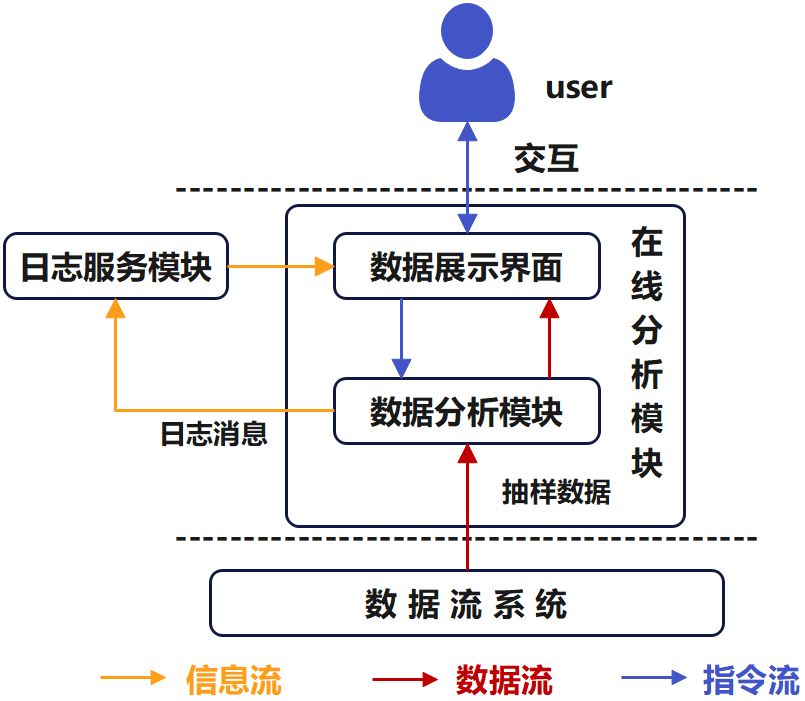 user
交互
日志服务模块
数据展示界面
在线分析模块
数据分析模块
日志消息
抽样数据
数据流系统
信息流
数据流
指令流